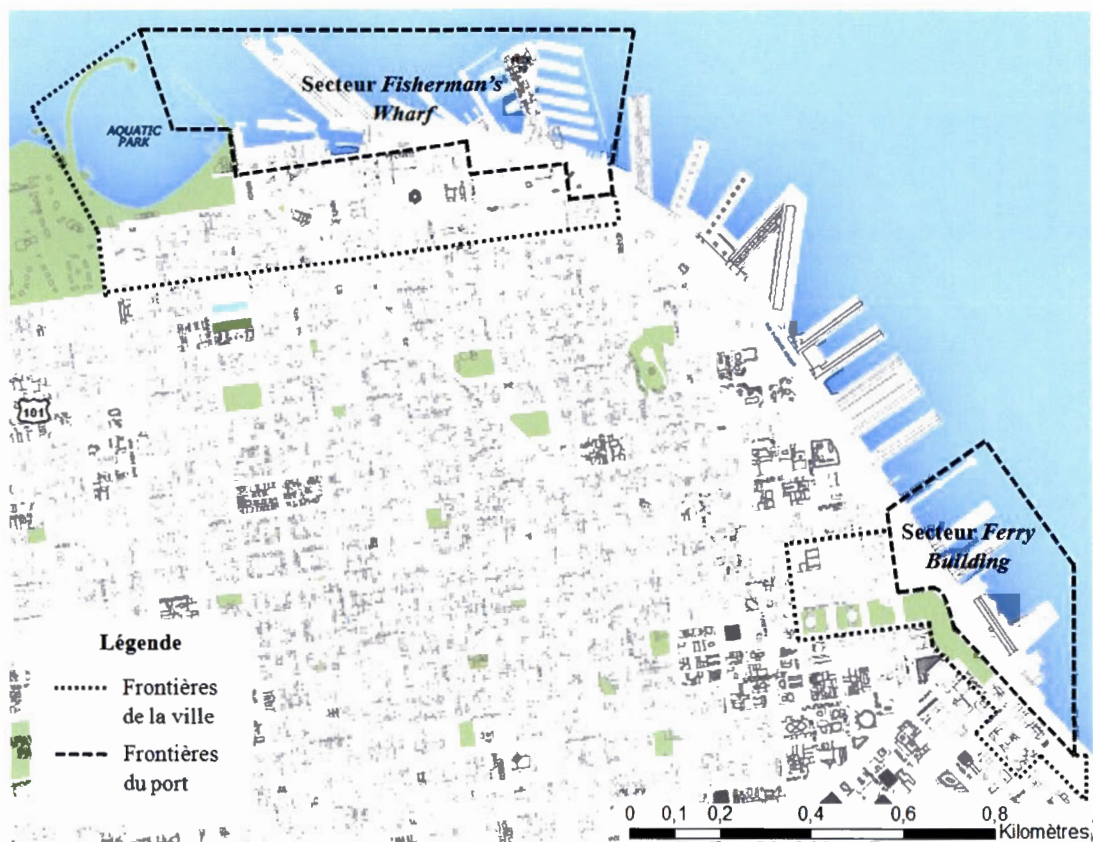 Secteur Fisherman's
Wharf
AQUATIC
PARK
101
Secteur Ferry
Building
Légende
Frontières
de la ville
Frontières
du port
0 0,1 0,2 0,4 0,6 0,8
Kilomètres